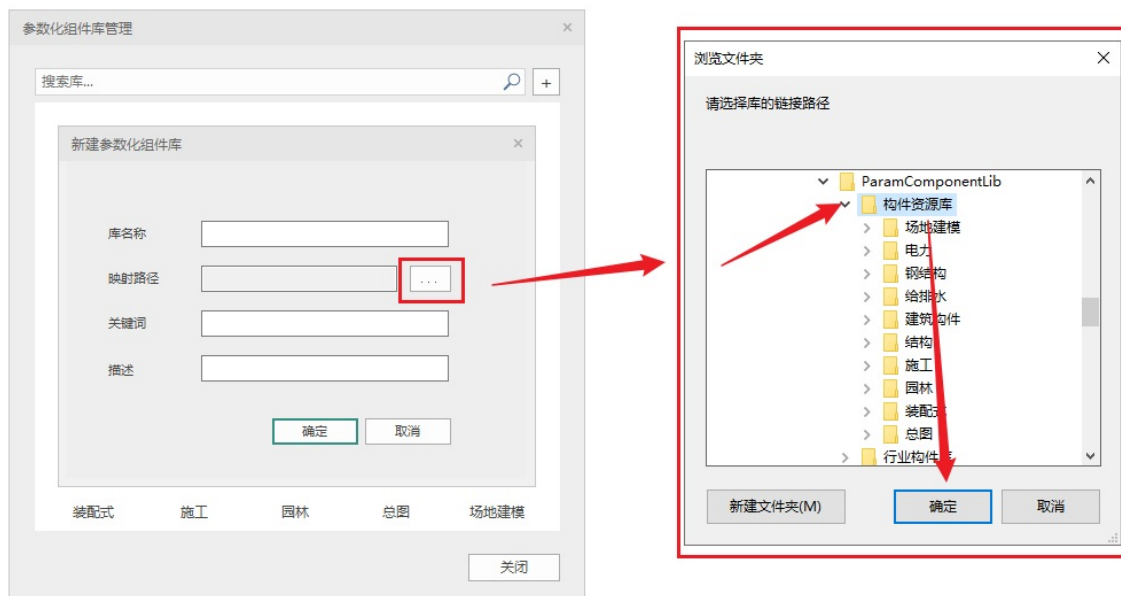 参数化组件库管理
搜索库...
+
新建参数化组件库
库名称
映射路径
...
关键词
描述
确定
取消
装配式
施工
园林
总图
场地建模
关闭
浏览文件夹
请选择库的链接路径
ParamComponentLib
构件资源库
场地建模
电力
钢结构
给排水
建筑构件
结构
施工
园林
装配式
总图
行业构件库
新建文件夹(M)
确定
取消